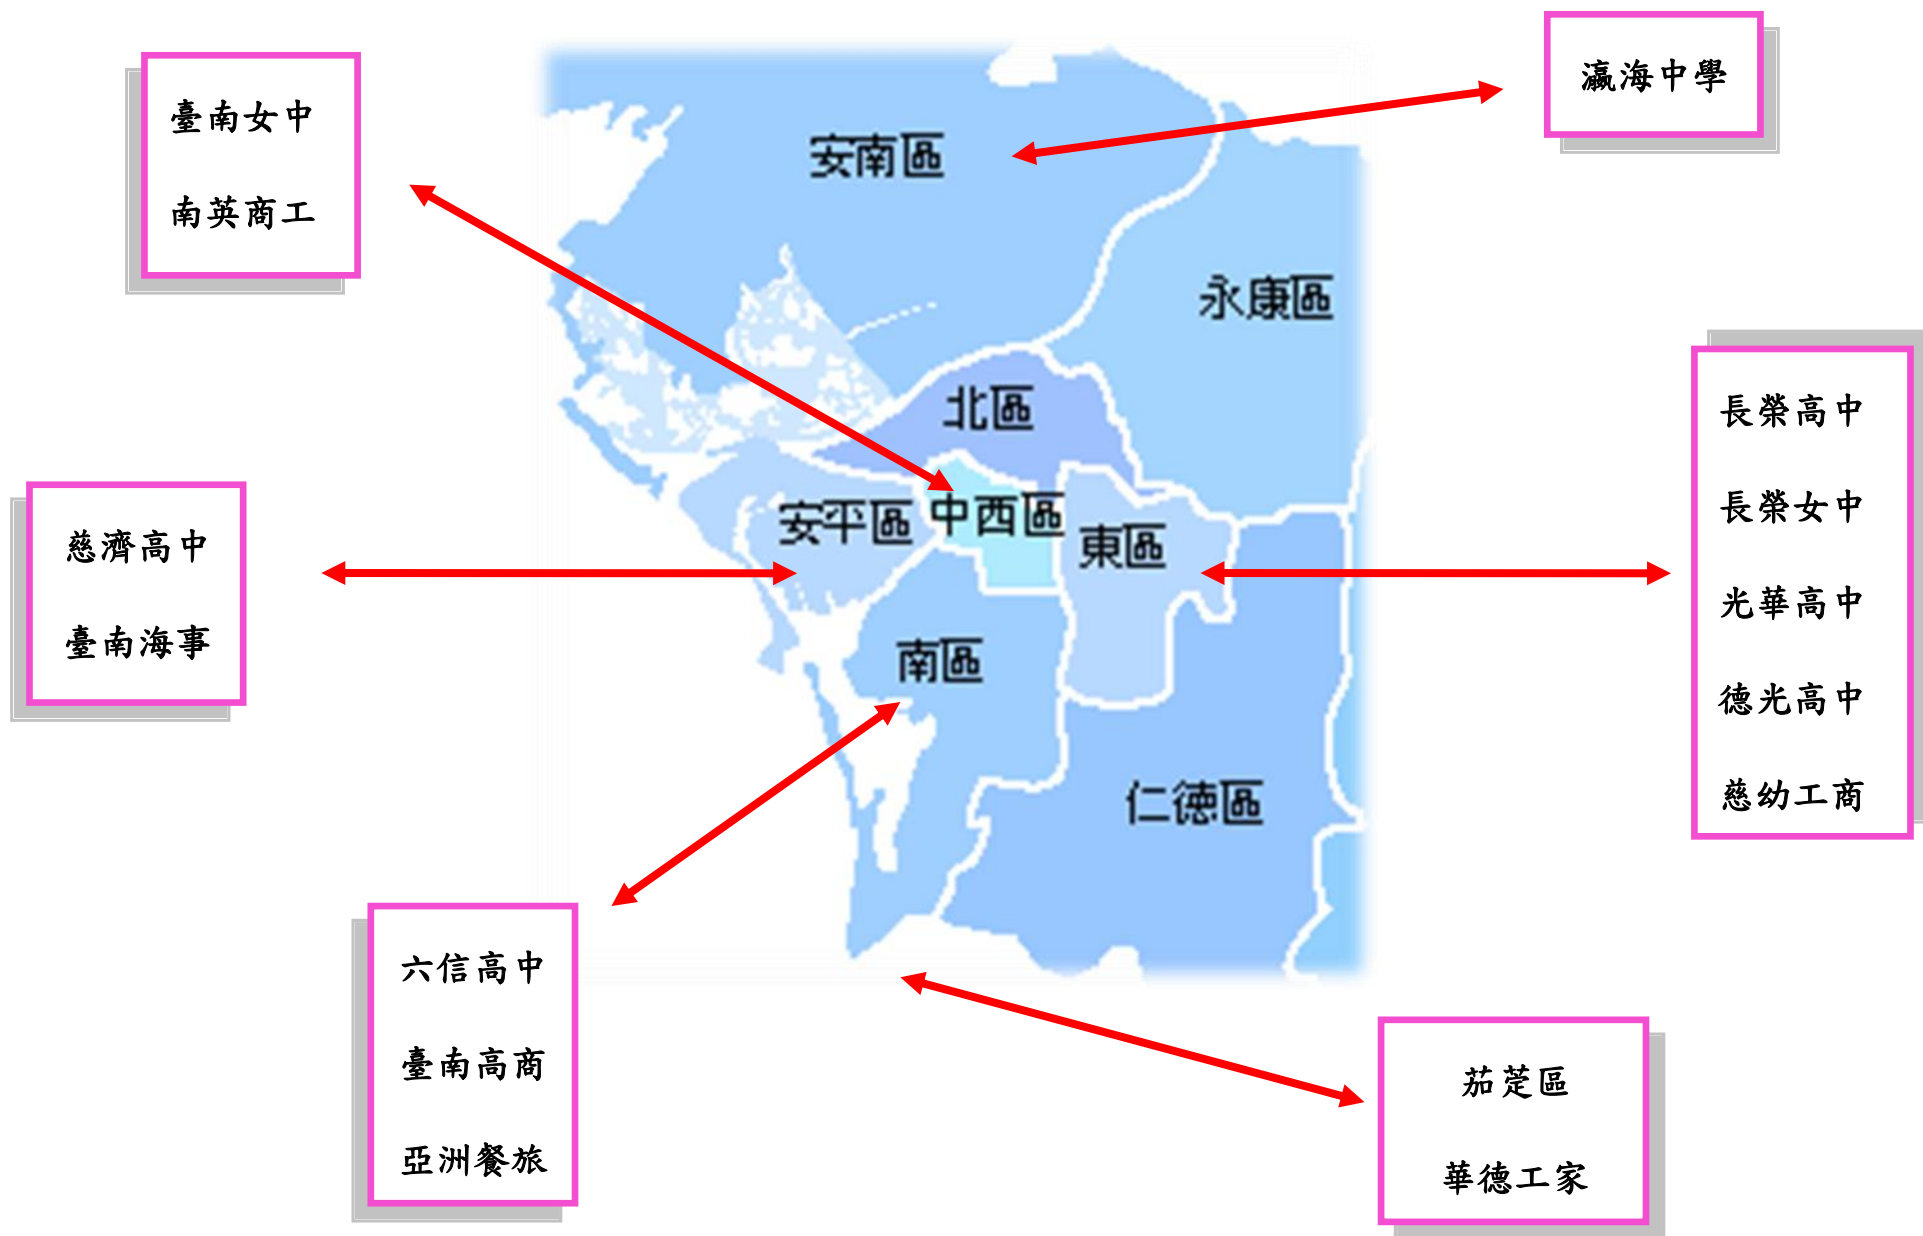 臺南女中
南英商工
瀛海中學
安南區
永康區
北區
安平區
中西區
東區
南區
仁德區
慈濟高中
臺南海事
長榮高中
長榮女中
光華高中
德光高中
慈幼工商
六信高中
臺南高商
亞洲餐旅
茄萣區
華德工家